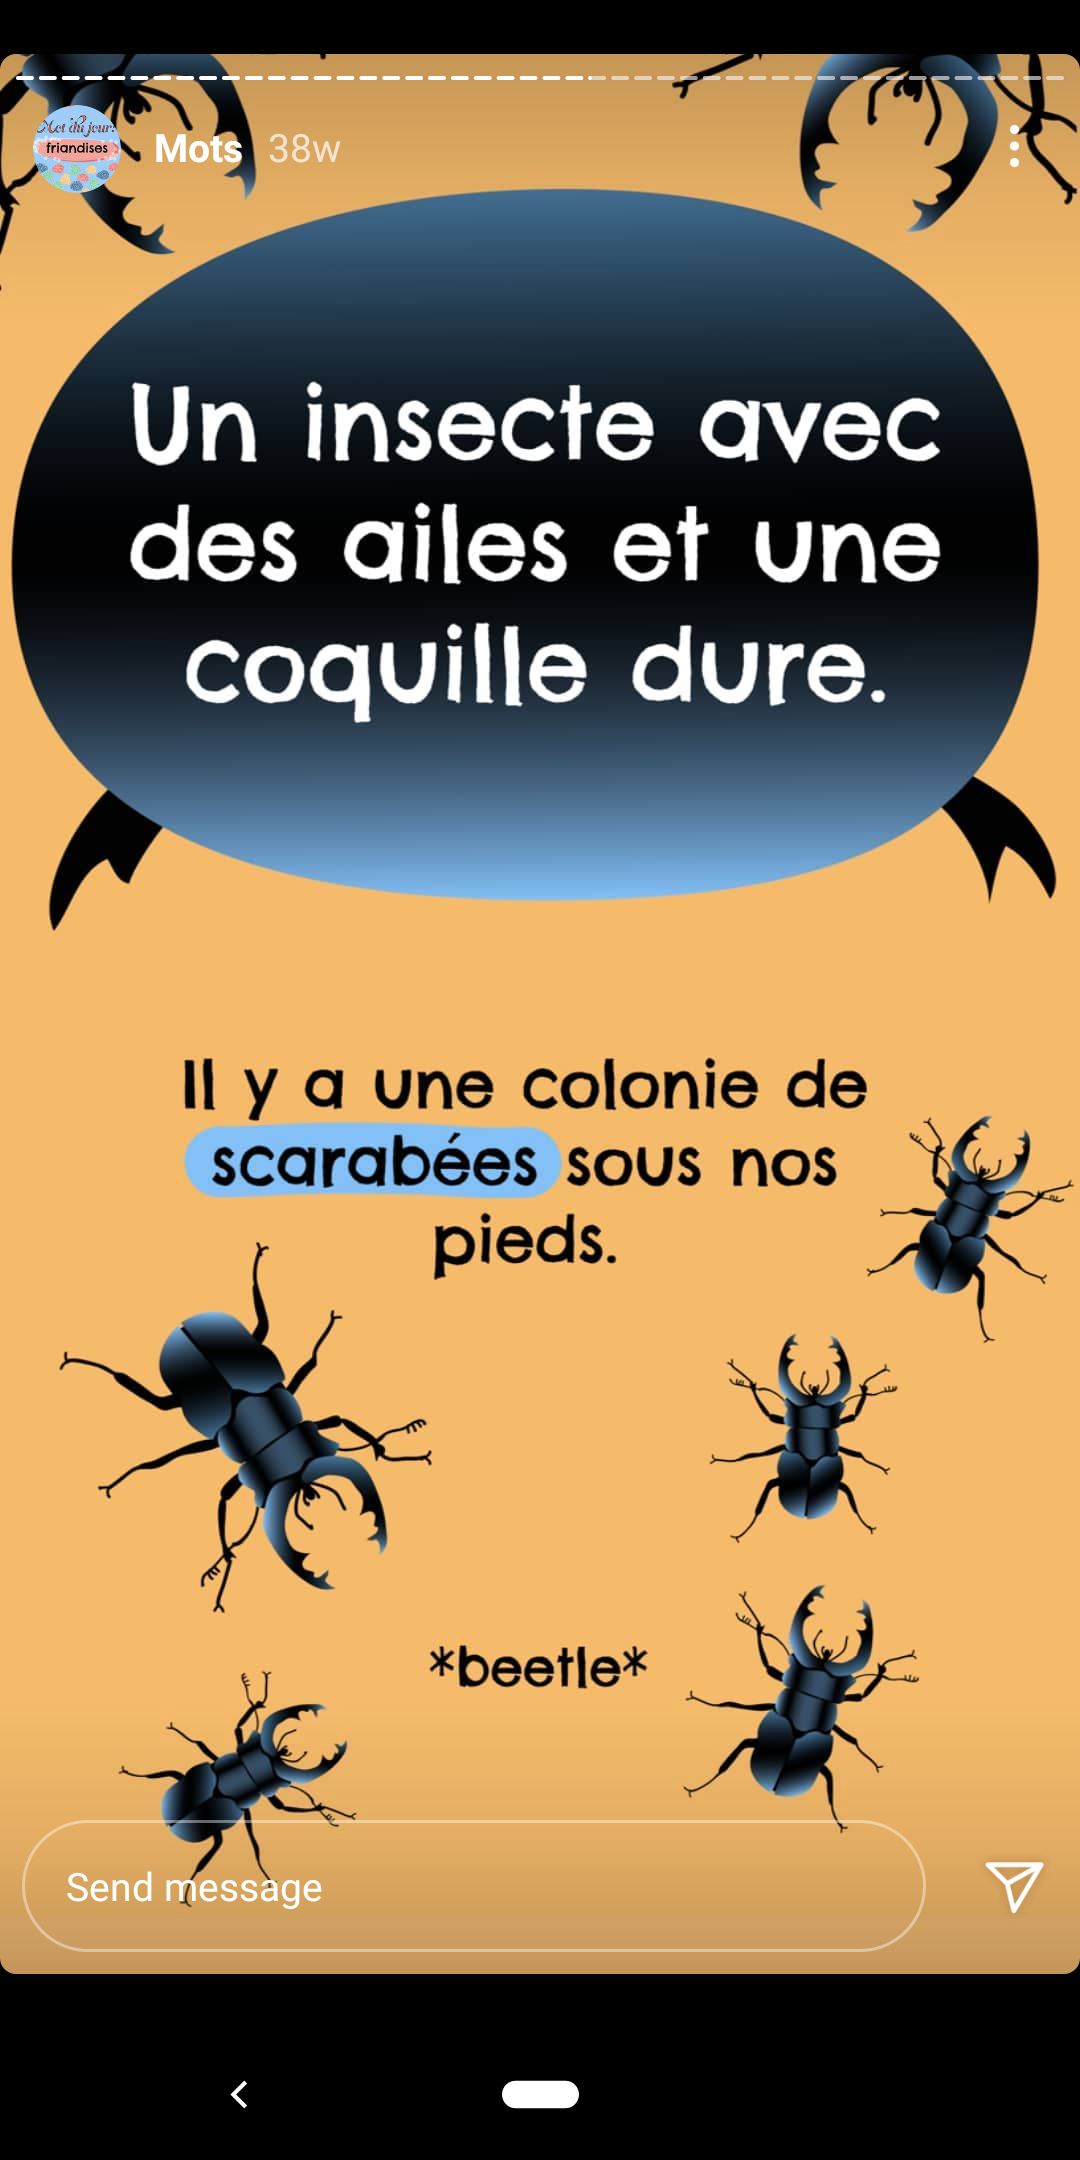 Mot du jour:
friandises
Mots 38w
Un insecte avec
des ailes et une
coquille dure.
Il y a une colonie de
scarabées sous nos
pieds.
*beetle*
Send message